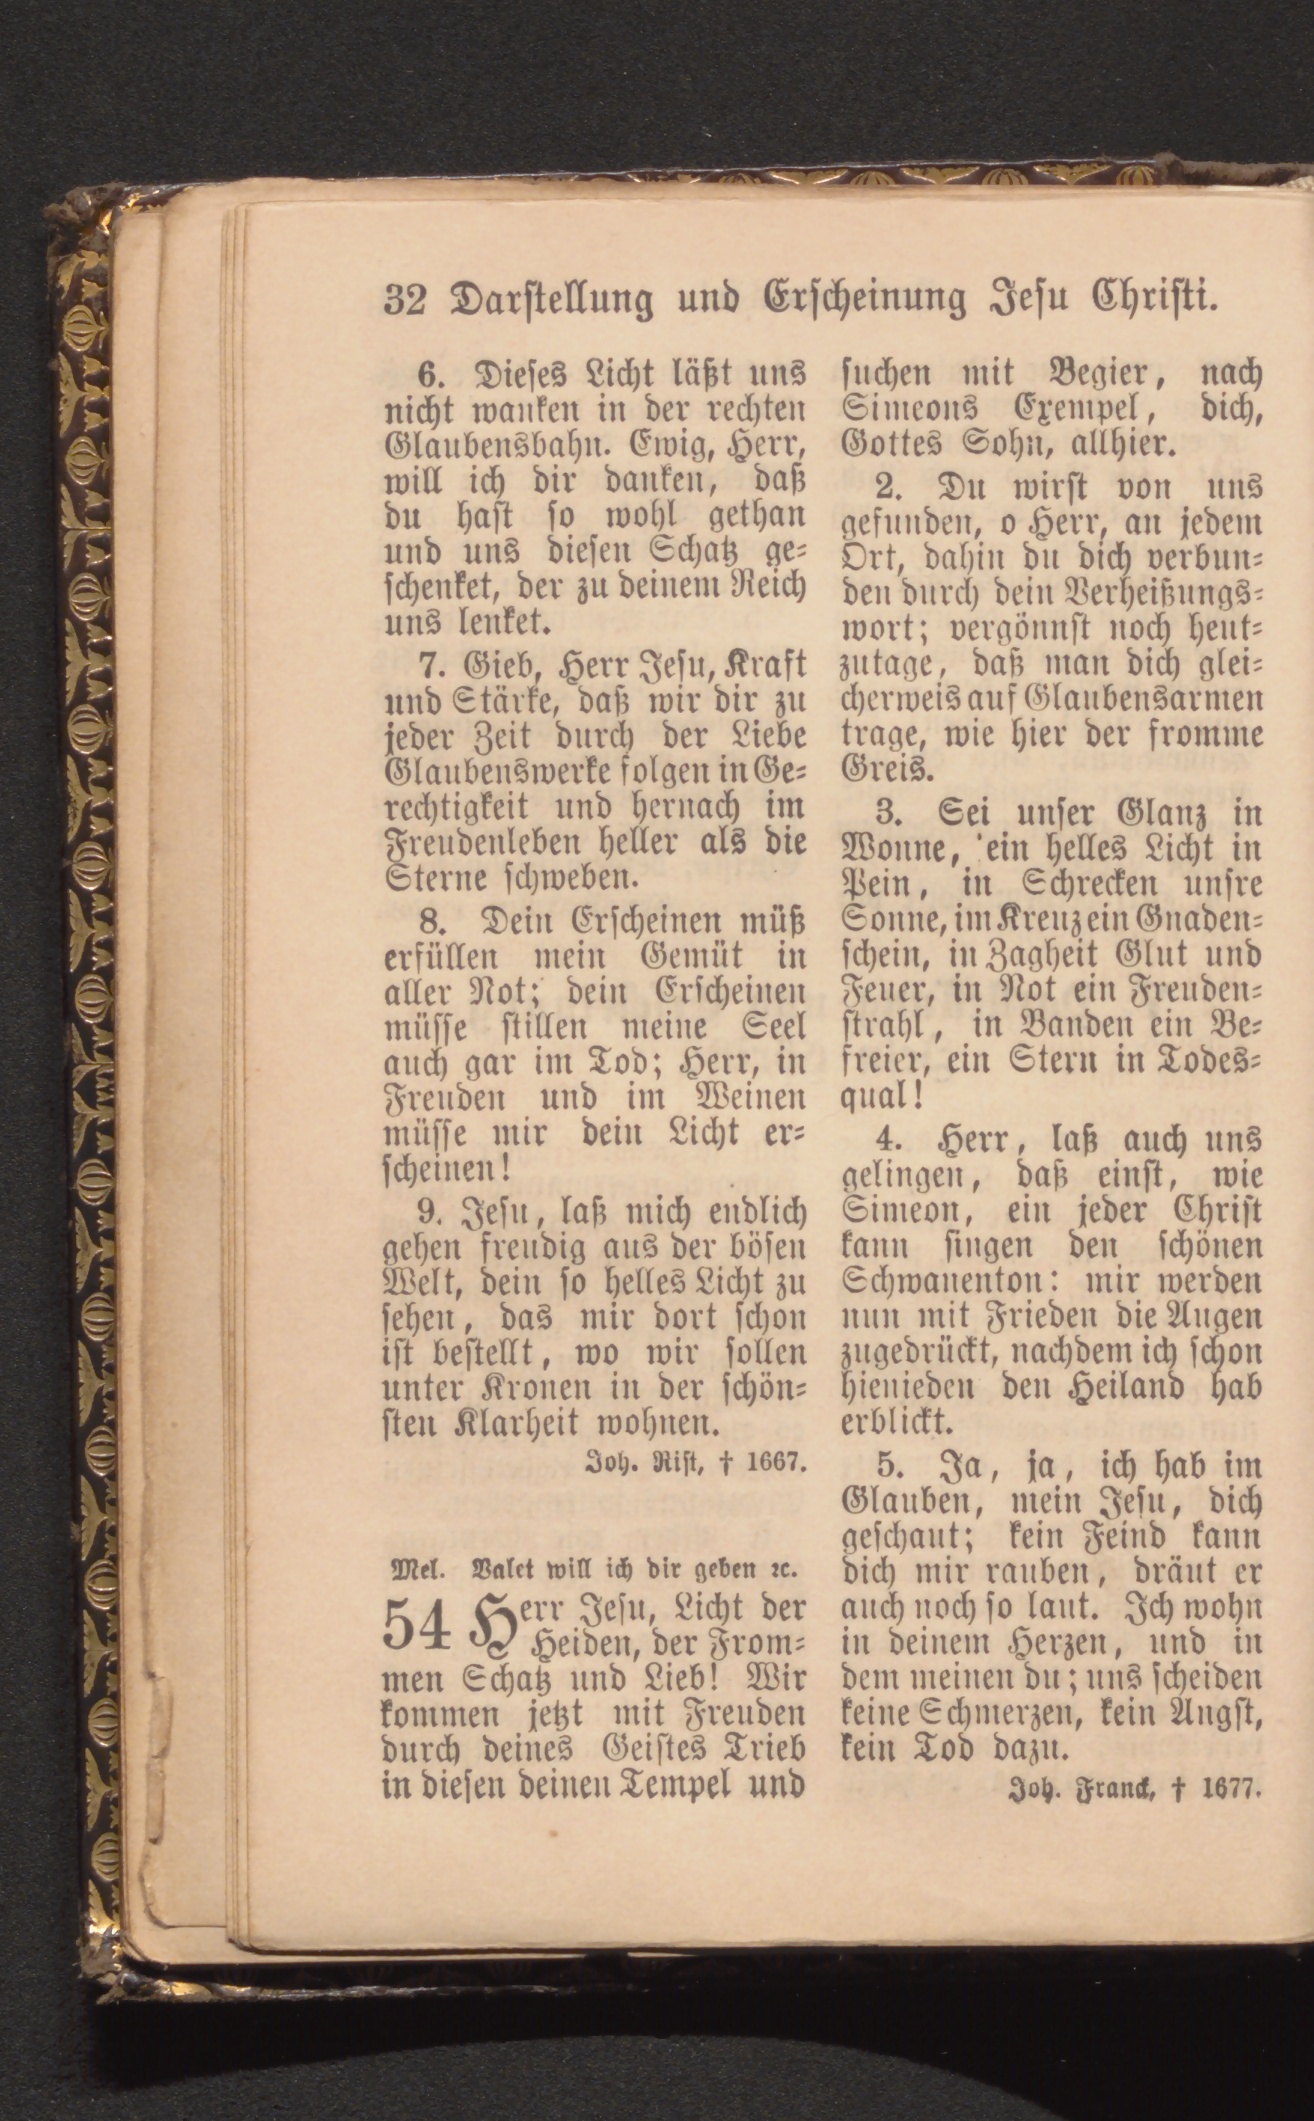 32 Darstellung und Erscheinung Jesu Christi.
6. Dieses Licht läßt uns
nicht wanken in der rechten
Glaubensbahn. Ewig, Herr,
will ich dir danken, daß
du hast so wohl gethan
und uns diesen Schatz ge-
schenket, der zu deinem Reich
uns lenket.
7. Gieb, Herr Jesu, Kraft
und Stärke, daß wir dir zu
jeder Zeit durch der Liebe
Glaubenswerke folgen in Ge-
rechtigkeit und hernach im
Freudenleben heller als die
Sterne schweben.
8. Dein Erscheinen müß
erfüllen mein Gemüt in
aller Not; dein Erscheinen
müsse stillen meine Seel
auch gar im Tod; Herr, in
Freuden und im Weinen
müsse mir dein Licht er-
scheinen!
9. Jesu, laß mich endlich
gehen freudig aus der bösen
Welt, dein so helles Licht zu
sehen, das mir dort schon
ist bestellt, wo wir sollen
unter Kronen in der schön-
sten Klarheit wohnen.
Joh. Rist, † 1667.
Mel. Valet will ich dir geben ꝛc.
54 Herr Jesu, Licht der
Heiden, der From-
men Schatz und Lieb! Wir
kommen jetzt mit Freuden
durch deines Geistes Trieb
in diesen deinen Tempel und
suchen mit Begier, nach
Simeons Exempel, dich,
Gottes Sohn, allhier.
2. Du wirst von uns
gefunden, o Herr, an jedem
Ort, dahin du dich verbun-
den durch dein Verheißungs-
wort; vergönnst noch heut-
zutage, daß man dich glei-
cherweis auf Glaubensarmen
trage, wie hier der fromme
Greis.
3. Sei unser Glanz in
Wonne, ein helles Licht in
Pein, in Schrecken unsre
Sonne, im Kreuz ein Gnaden-
schein, in Zagheit Glut und
Feuer, in Not ein Freuden-
strahl, in Banden ein Be-
freier, ein Stern in Todes-
qual!
4. Herr, laß auch uns
gelingen, daß einst, wie
Simeon, ein jeder Christ
kann singen den schönen
Schwanenton: mir werden
nun mit Frieden die Augen
zugedrückt, nachdem ich schon
hienieden den Heiland hab
erblickt.
5. Ja, ja, ich hab im
Glauben, mein Jesu, dich
geschaut; kein Feind kann
dich mir rauben, dräut er
auch noch so laut. Ich wohn
in deinem Herzen, und in
dem meinen du; uns scheiden
keine Schmerzen, kein Angst,
kein Tod dazu.
Joh. Franck, † 1677.